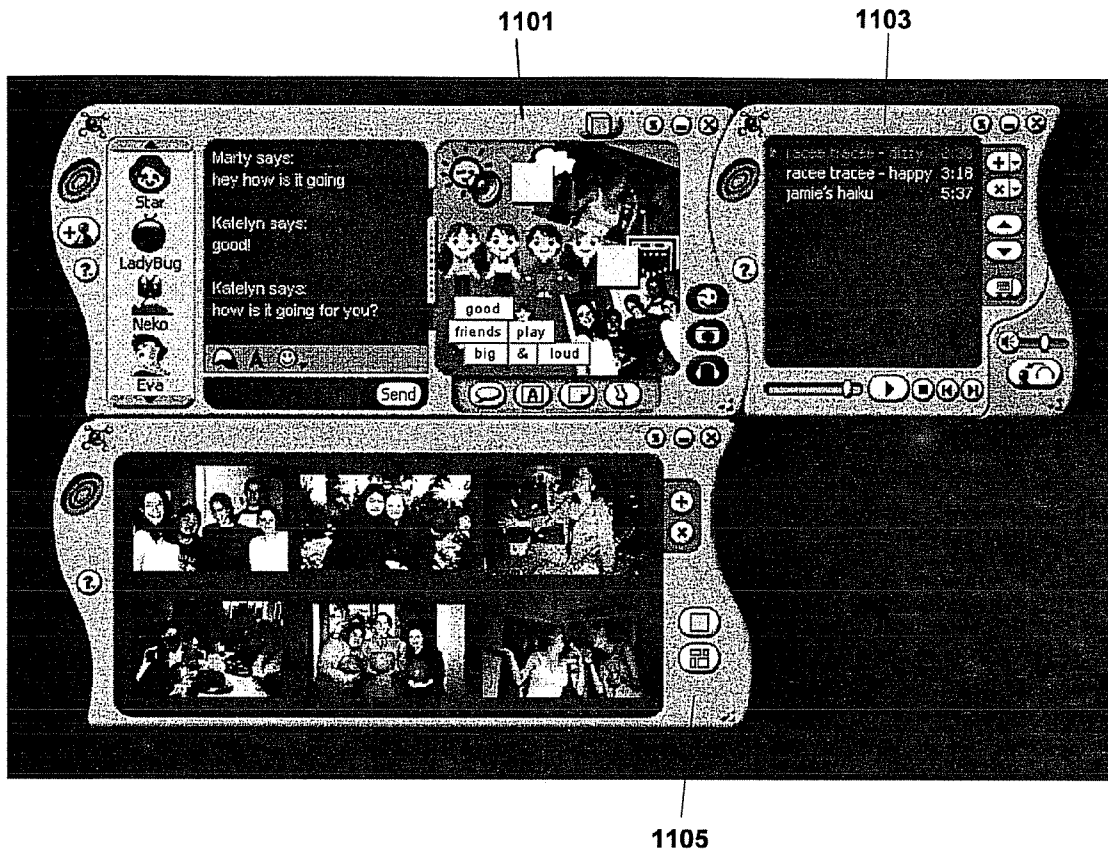 1101
1103
Star
LadyBug
Neko
Eva
Marty says:
hey how is it going
Katelyn says:
good!
Katelyn says:
how is it going for you?
A
Send
good
friends play
big & loud
A
racee tracee - 
racee tracee - happy 3:18
jamie's haiku 5:37
?
?
?
s
s
s
1105